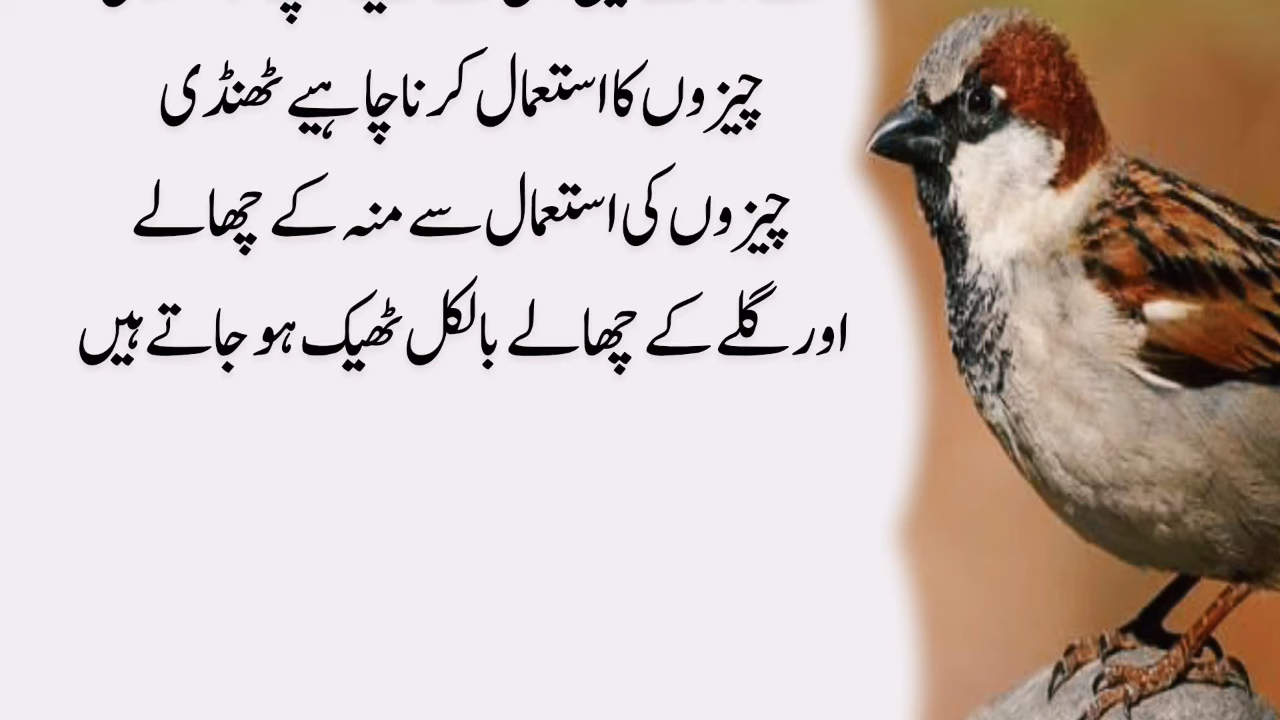 چیزوں کا استعمال کرنا چاہیے ٹھنڈی
چیزوں کی استعمال سے منہ کے چھالے
اور گلے کے چھالے بالکل ٹھیک ہو جاتے ہیں